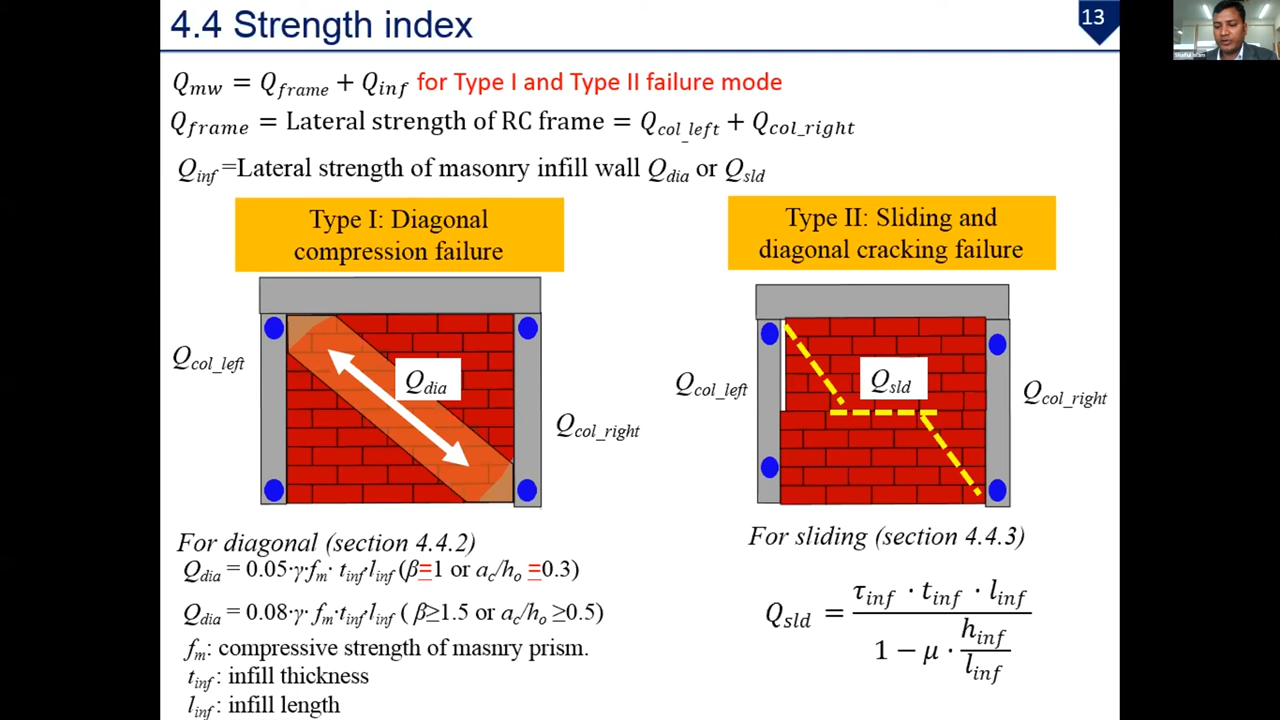 4.4 Strength index
13
Q_mw = Q_frame + Q_inf for Type I and Type II failure mode
Q_frame = Lateral strength of RC frame = Q_col_left + Q_col_right
Q_inf =Lateral strength of masonry infill wall Q_dia or Q_sld
Type I: Diagonal
compression failure
Q_col_left
Q_dia
Q_col_right
For diagonal (section 4.4.2)
Q_dia = 0.05·γ·f_m· t_inf·l_inf (β=1 or a_c/h_o =0.3)
Q_dia = 0.08·γ· f_m·t_inf·l_inf ( β≥1.5 or a_c/h_o ≥0.5)
f_m: compressive strength of masnry prism.
t_inf : infill thickness
l_inf : infill length
Type II: Sliding and
diagonal cracking failure
Q_col_left
Q_sld
Q_col_right
For sliding (section 4.4.3)
Q_sld = (τ_inf · t_inf · l_inf) / (1 − μ · h_inf / l_inf)